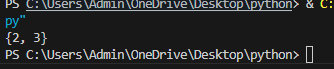 PS C:\Users\Admin\OneDrive\Desktop\python> & C:
py"
{2, 3}
PS C:\Users\Admin\OneDrive\Desktop\python>